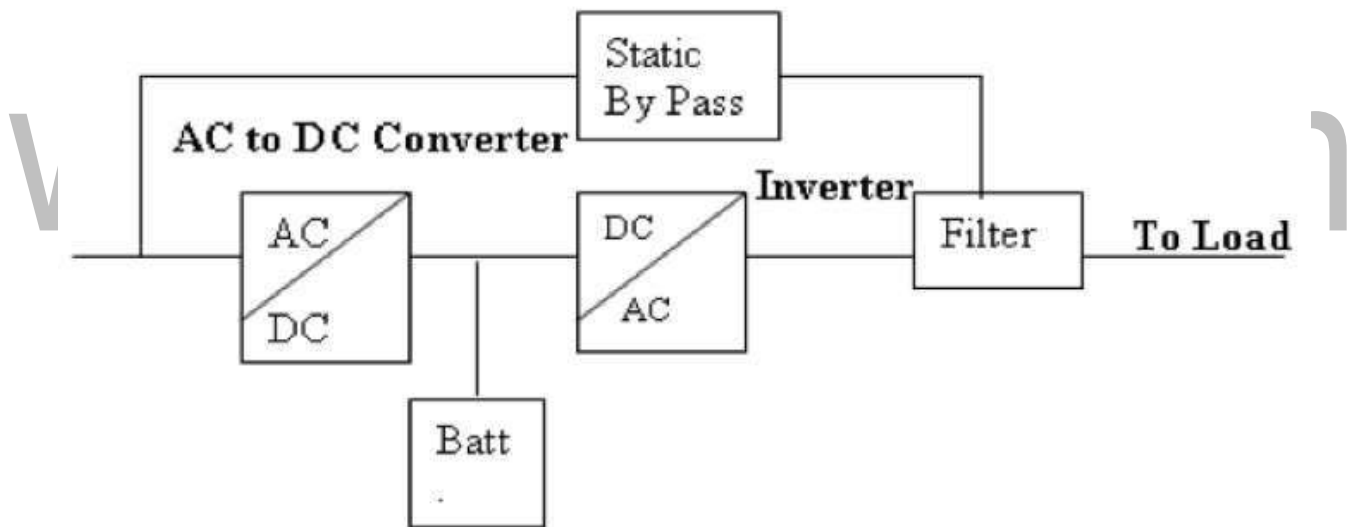 Static
By Pass
AC to DC Converter
Inverter
AC
DC
DC
AC
Filter
To Load
Batt
.